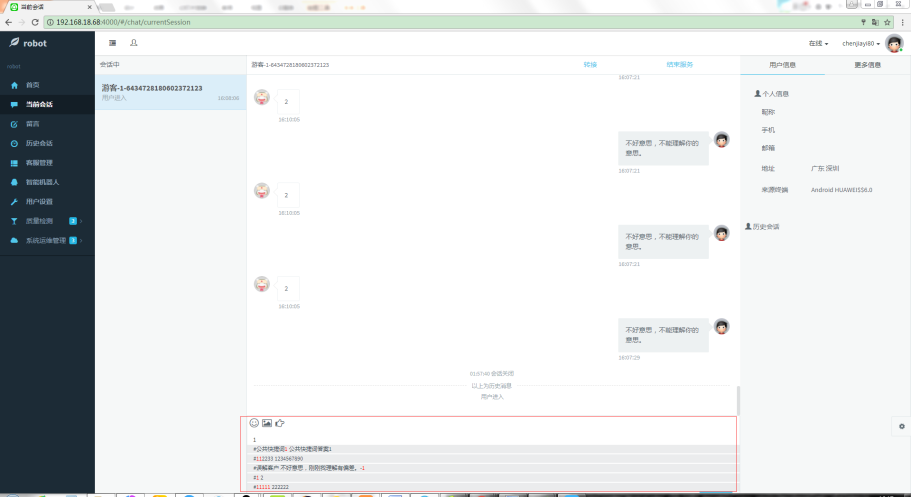 当前会话
192.168.18.68:4000/#/chat/currentSession
robot
在线
chenjiayi80
robot
首页
当前会话
留言
历史会话
客服管理
智能机器人
用户设置
质量检测 3
系统运维管理 3
会话中
游客-1-6434728180602372123
用户进入
16:08:06
游客-1-6434728180602372123
转接
结束服务
16:07:21
2
16:10:05
不好意思，不能理解你的
意思。
16:07:21
2
16:10:05
不好意思，不能理解你的
意思。
16:07:21
2
16:10:05
不好意思，不能理解你的
意思。
16:07:29
会话关闭
以上为历史消息
用户进入
1
#公共快捷词1 公共快捷词答案1
#112233 1234567890
#误解客户 不好意思，刚刚我理解有偏差。-1
#1 2
#11111 222222
用户信息
更多信息
个人信息
昵称
手机
邮箱
地址 广东 深圳
来源终端 Android HUAWEI$$6.0
历史会话